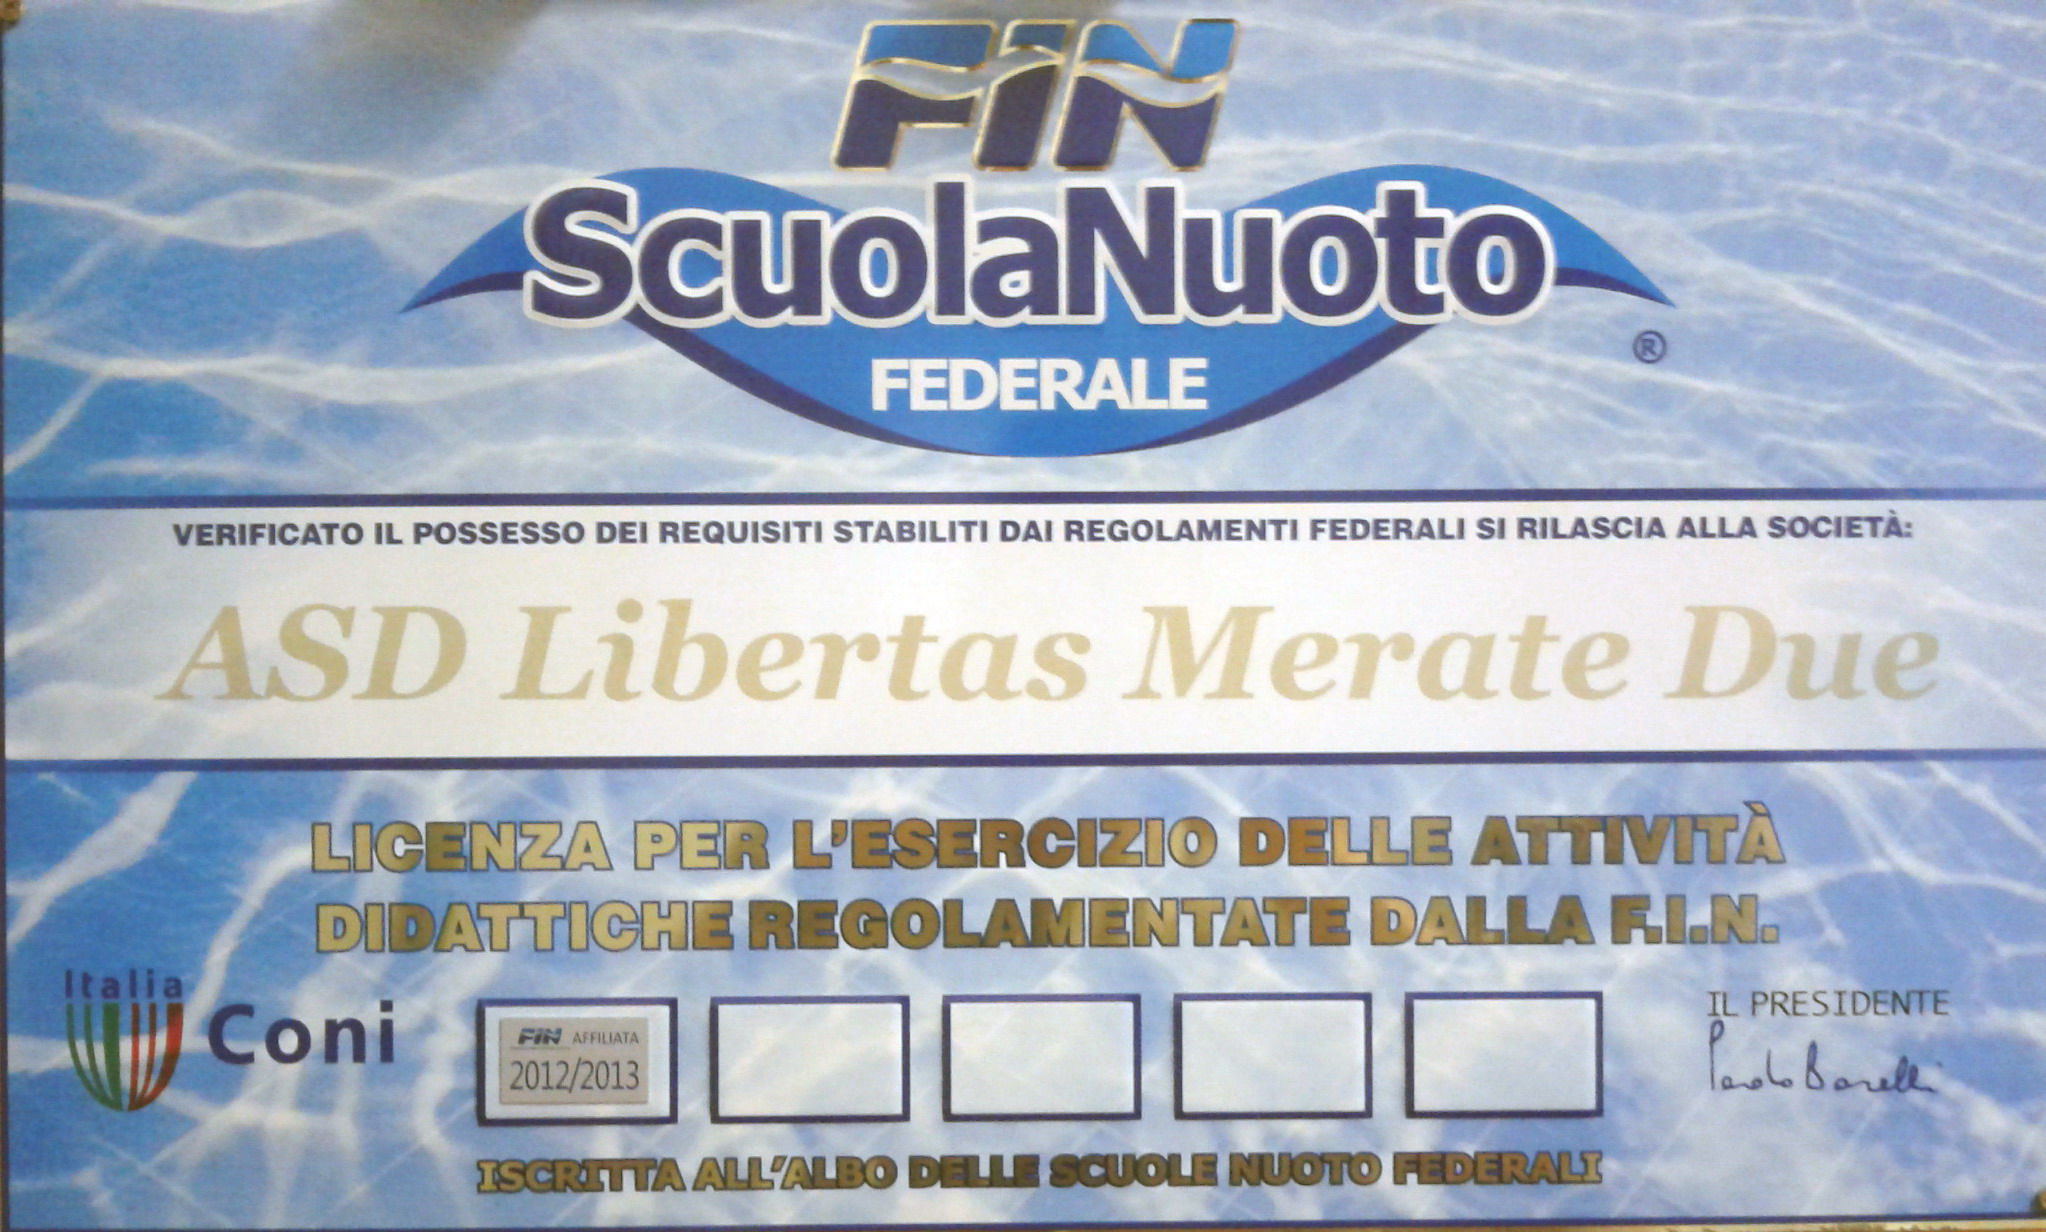 FIN
ScuolaNuoto
®
FEDERALE
VERIFICATO IL POSSESSO DEI REQUISITI STABILITI DAI REGOLAMENTI FEDERALI SI RILASCIA ALLA SOCIETÀ:
ASD Libertas Merate Due
LICENZA PER L'ESERCIZIO DELLE ATTIVITÀ
DIDATTICHE REGOLAMENTATE DALLA F.I.N.
Italia
Coni
FIN AFFILIATA
2012/2013
IL PRESIDENTE
Paolo Barelli
ISCRITTA ALL'ALBO DELLE SCUOLE NUOTO FEDERALI